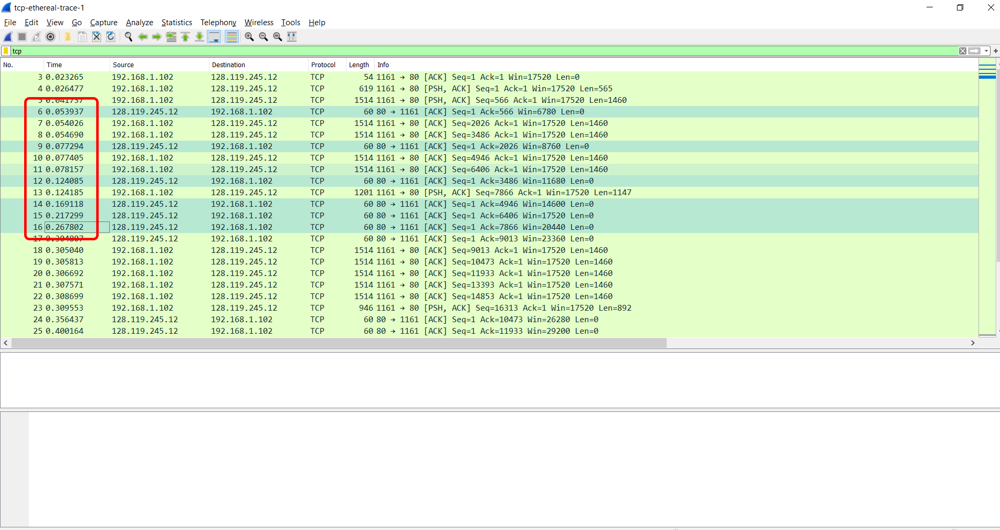 tcp-ethereal-trace-1
File Edit View Go Capture Analyze Statistics Telephony Wireless Tools Help
tcp
No. Time Source Destination Protocol Length Info
3 0.023265 192.168.1.102 128.119.245.12 TCP 54 1161 → 80 [ACK] Seq=1 Ack=1 Win=17520 Len=0
4 0.026477 192.168.1.102 128.119.245.12 TCP 619 1161 → 80 [PSH, ACK] Seq=1 Ack=1 Win=17520 Len=565
5 0.041737 192.168.1.102 128.119.245.12 TCP 1514 1161 → 80 [PSH, ACK] Seq=566 Ack=1 Win=17520 Len=1460
6 0.053937 128.119.245.12 192.168.1.102 TCP 60 80 → 1161 [ACK] Seq=1 Ack=566 Win=6780 Len=0
7 0.054026 192.168.1.102 128.119.245.12 TCP 1514 1161 → 80 [ACK] Seq=2026 Ack=1 Win=17520 Len=1460
8 0.054690 192.168.1.102 128.119.245.12 TCP 1514 1161 → 80 [ACK] Seq=3486 Ack=1 Win=17520 Len=1460
9 0.077294 128.119.245.12 192.168.1.102 TCP 60 80 → 1161 [ACK] Seq=1 Ack=2026 Win=8760 Len=0
10 0.077405 192.168.1.102 128.119.245.12 TCP 1514 1161 → 80 [ACK] Seq=4946 Ack=1 Win=17520 Len=1460
11 0.078157 192.168.1.102 128.119.245.12 TCP 1514 1161 → 80 [ACK] Seq=6406 Ack=1 Win=17520 Len=1460
12 0.124085 128.119.245.12 192.168.1.102 TCP 60 80 → 1161 [ACK] Seq=1 Ack=3486 Win=11680 Len=0
13 0.124185 192.168.1.102 128.119.245.12 TCP 1201 1161 → 80 [PSH, ACK] Seq=7866 Ack=1 Win=17520 Len=1147
14 0.169118 128.119.245.12 192.168.1.102 TCP 60 80 → 1161 [ACK] Seq=1 Ack=4946 Win=14600 Len=0
15 0.217299 128.119.245.12 192.168.1.102 TCP 60 80 → 1161 [ACK] Seq=1 Ack=6406 Win=17520 Len=0
16 0.267802 128.119.245.12 192.168.1.102 TCP 60 80 → 1161 [ACK] Seq=1 Ack=7866 Win=20440 Len=0
17 0.304807 128.119.245.12 192.168.1.102 TCP 60 80 → 1161 [ACK] Seq=1 Ack=9013 Win=23360 Len=0
18 0.305040 192.168.1.102 128.119.245.12 TCP 1514 1161 → 80 [ACK] Seq=9013 Ack=1 Win=17520 Len=1460
19 0.305813 192.168.1.102 128.119.245.12 TCP 1514 1161 → 80 [ACK] Seq=10473 Ack=1 Win=17520 Len=1460
20 0.306692 192.168.1.102 128.119.245.12 TCP 1514 1161 → 80 [ACK] Seq=11933 Ack=1 Win=17520 Len=1460
21 0.307571 192.168.1.102 128.119.245.12 TCP 1514 1161 → 80 [ACK] Seq=13393 Ack=1 Win=17520 Len=1460
22 0.308699 192.168.1.102 128.119.245.12 TCP 1514 1161 → 80 [ACK] Seq=14853 Ack=1 Win=17520 Len=1460
23 0.309553 192.168.1.102 128.119.245.12 TCP 946 1161 → 80 [PSH, ACK] Seq=16313 Ack=1 Win=17520 Len=892
24 0.356437 128.119.245.12 192.168.1.102 TCP 60 80 → 1161 [ACK] Seq=1 Ack=10473 Win=26280 Len=0
25 0.400164 128.119.245.12 192.168.1.102 TCP 60 80 → 1161 [ACK] Seq=1 Ack=11933 Win=29200 Len=0